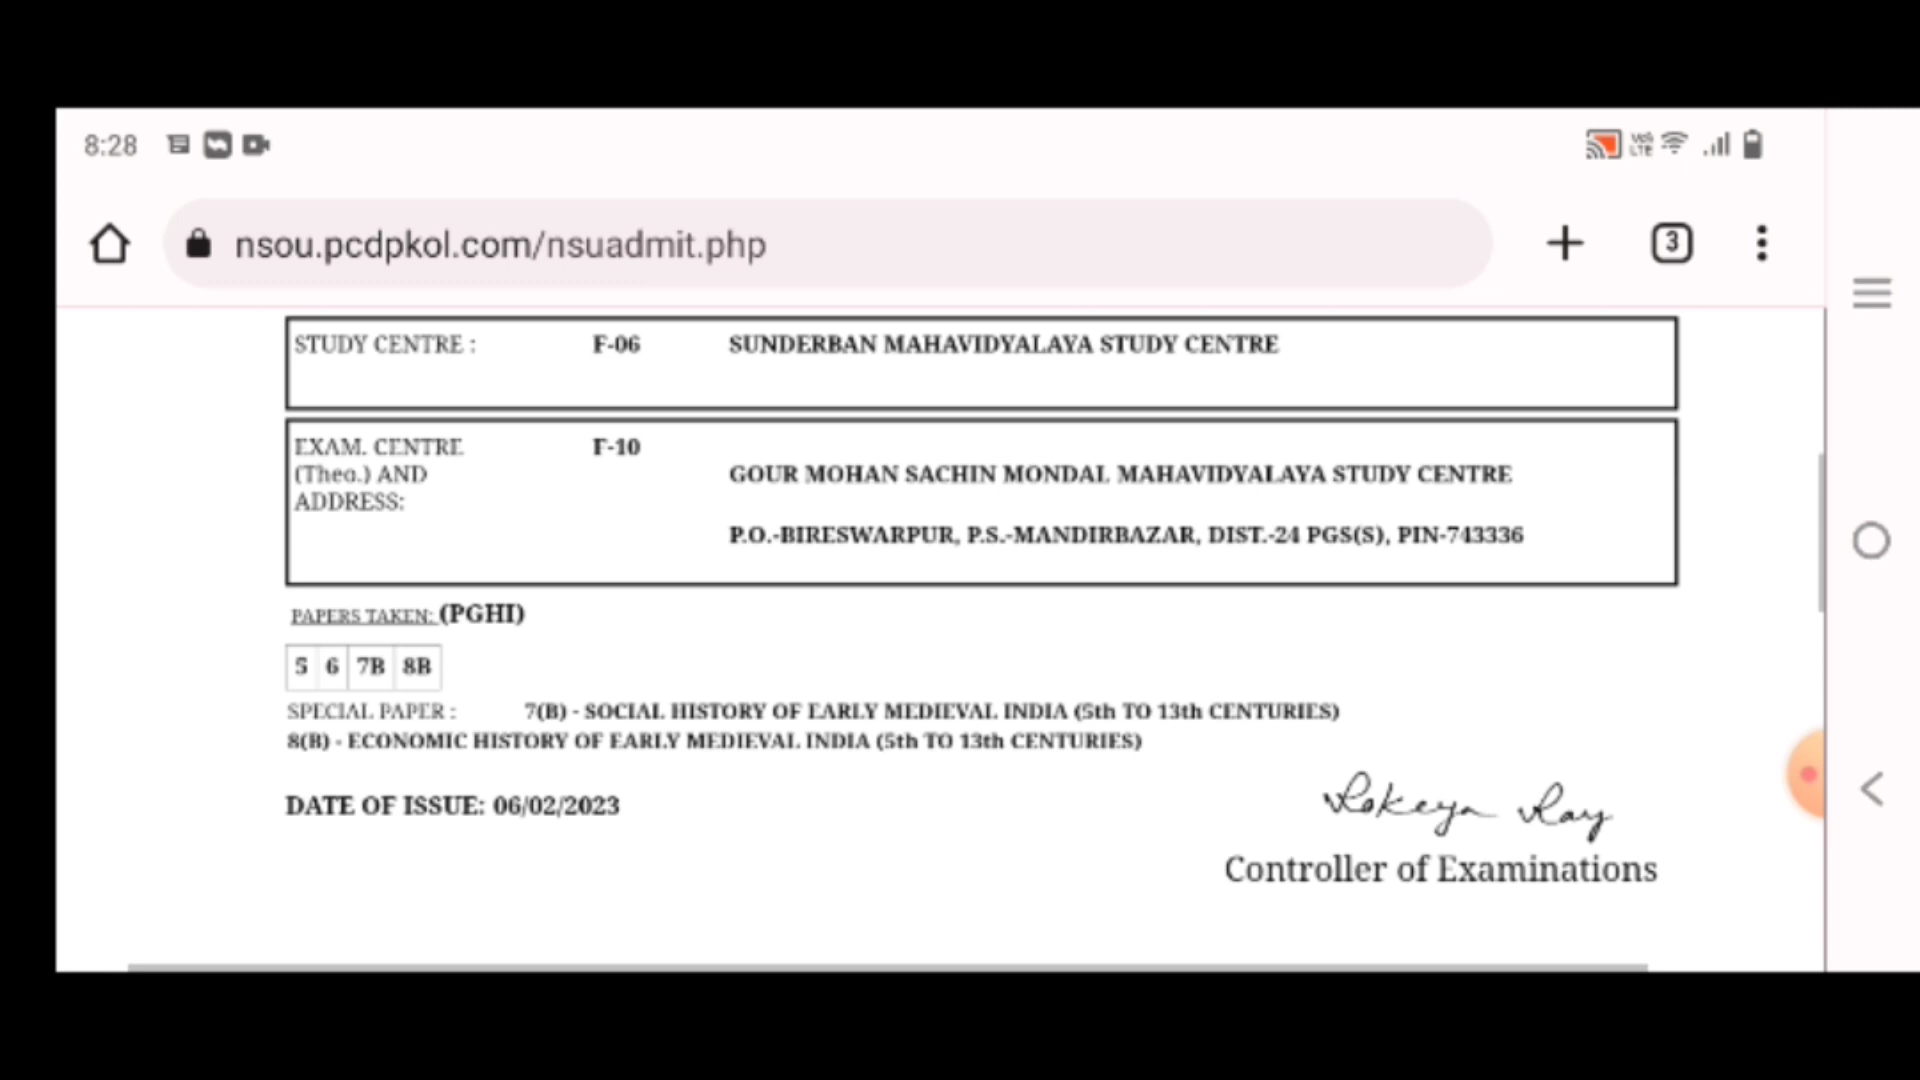 8:28
Vo) LTE
nsou.pcdpkol.com/nsuadmit.php
3
STUDY CENTRE : F-06 SUNDERBAN MAHAVIDYALAYA STUDY CENTRE
EXAM. CENTRE F-10
(Theo.) AND GOUR MOHAN SACHIN MONDAL MAHAVIDYALAYA STUDY CENTRE
ADDRESS:
P.O.-BIRESWARPUR, P.S.-MANDIRBAZAR, DIST.-24 PGS(S), PIN-743336
PAPERS TAKEN: (PGHI)
5 6 7B 8B
SPECIAL PAPER : 7(B) - SOCIAL HISTORY OF EARLY MEDIEVAL INDIA (5th TO 13th CENTURIES)
8(B) - ECONOMIC HISTORY OF EARLY MEDIEVAL INDIA (5th TO 13th CENTURIES)
DATE OF ISSUE: 06/02/2023
Controller of Examinations